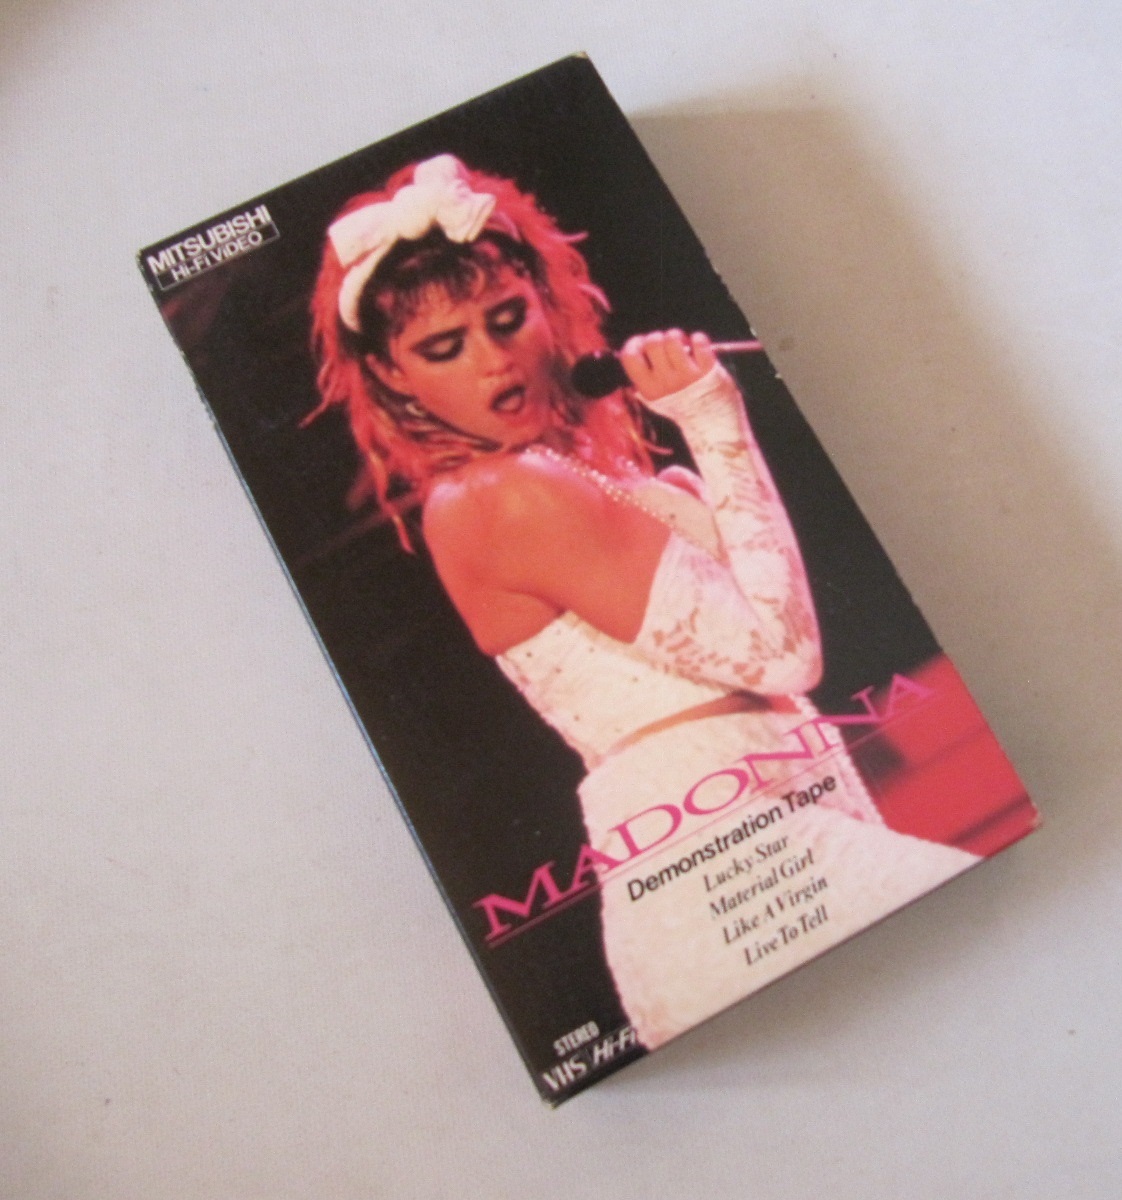 MITSUBISHI
Hi-Fi VIDEO
MADONNA
Demonstration Tape
Lucky Star
Material Girl
Like A Virgin
Live To Tell
STEREO
VHS Hi-Fi